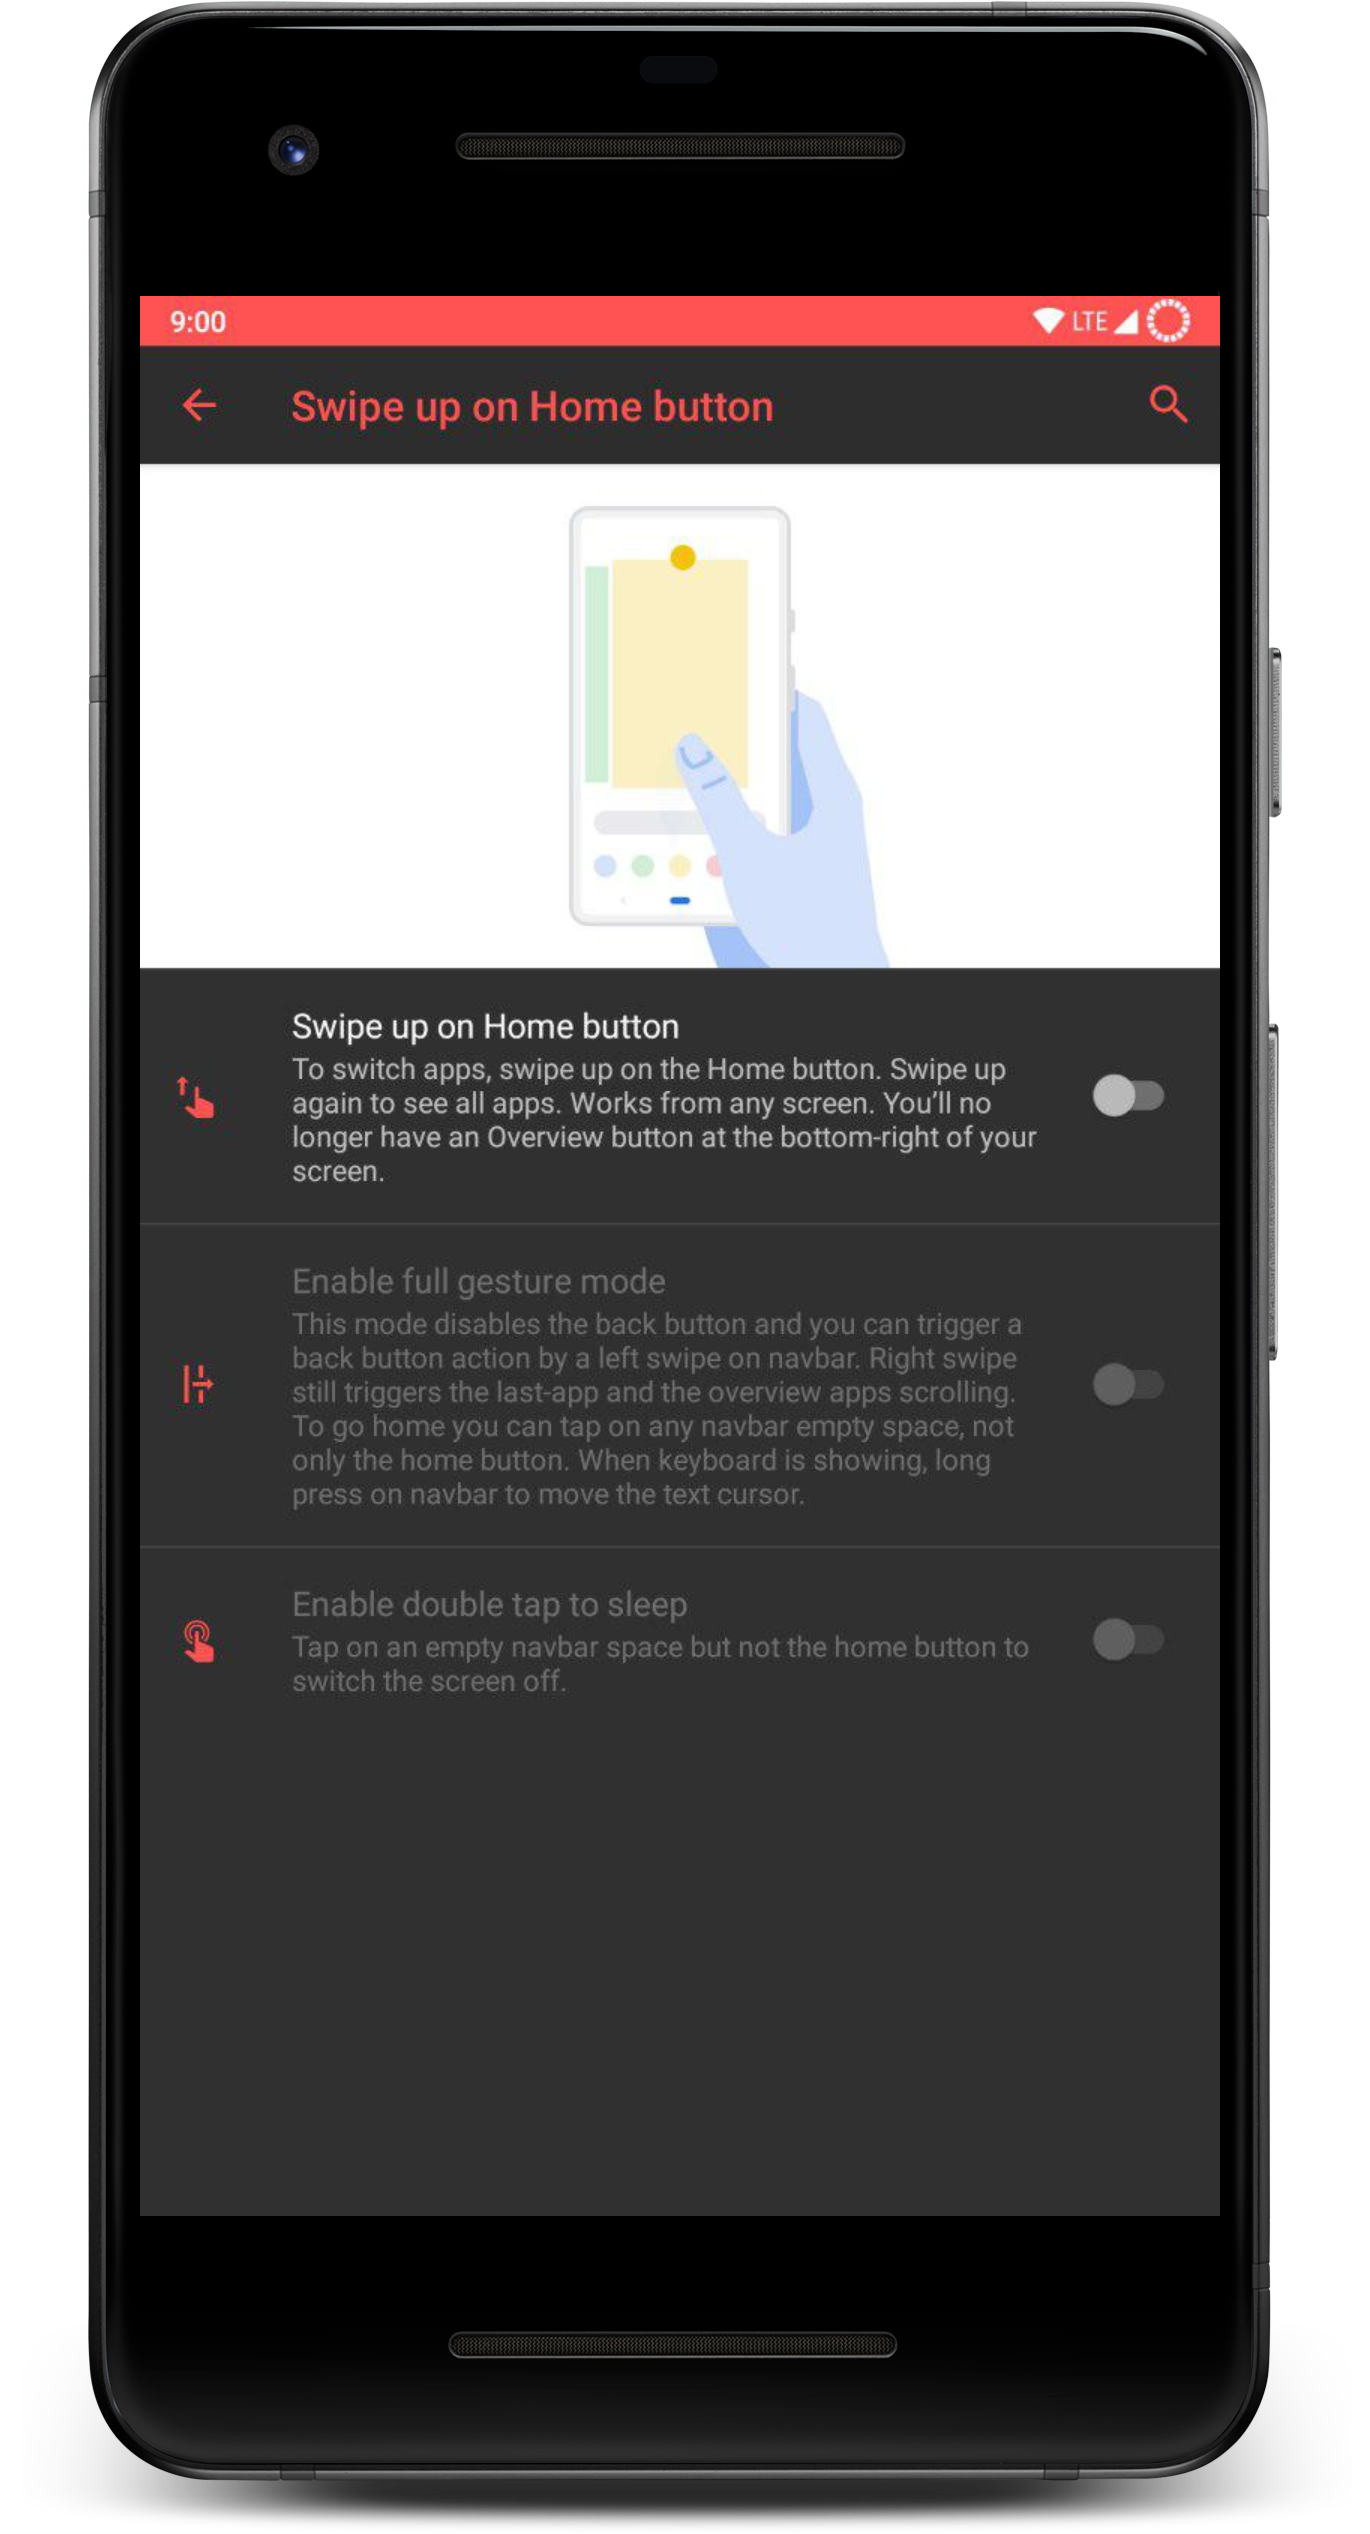 9:00 LTE
Swipe up on Home button
Swipe up on Home button
To switch apps, swipe up on the Home button. Swipe up
again to see all apps. Works from any screen. You’ll no
longer have an Overview button at the bottom-right of your
screen.
Enable full gesture mode
This mode disables the back button and you can trigger a
back button action by a left swipe on navbar. Right swipe
still triggers the last-app and the overview apps scrolling.
To go home you can tap on any navbar empty space, not
only the home button. When keyboard is showing, long
press on navbar to move the text cursor.
Enable double tap to sleep
Tap on an empty navbar space but not the home button to
switch the screen off.